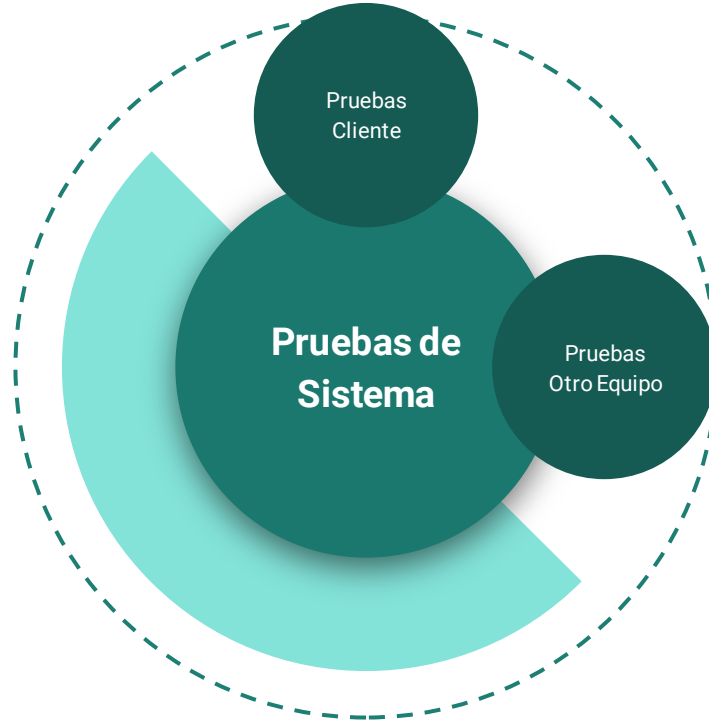 Pruebas
Cliente
Pruebas de
Sistema
Pruebas
Otro Equipo